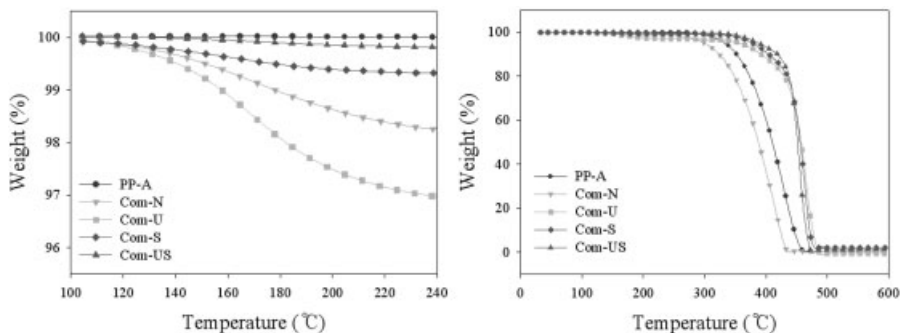 100
99
98
97
96
Weight (%)
PP-A
Com-N
Com-U
Com-S
Com-US
100 120 140 160 180 200 220 240
Temperature (℃)
100
80
60
40
20
0
Weight (%)
PP-A
Com-N
Com-U
Com-S
Com-US
0 100 200 300 400 500 600
Temperature (℃)